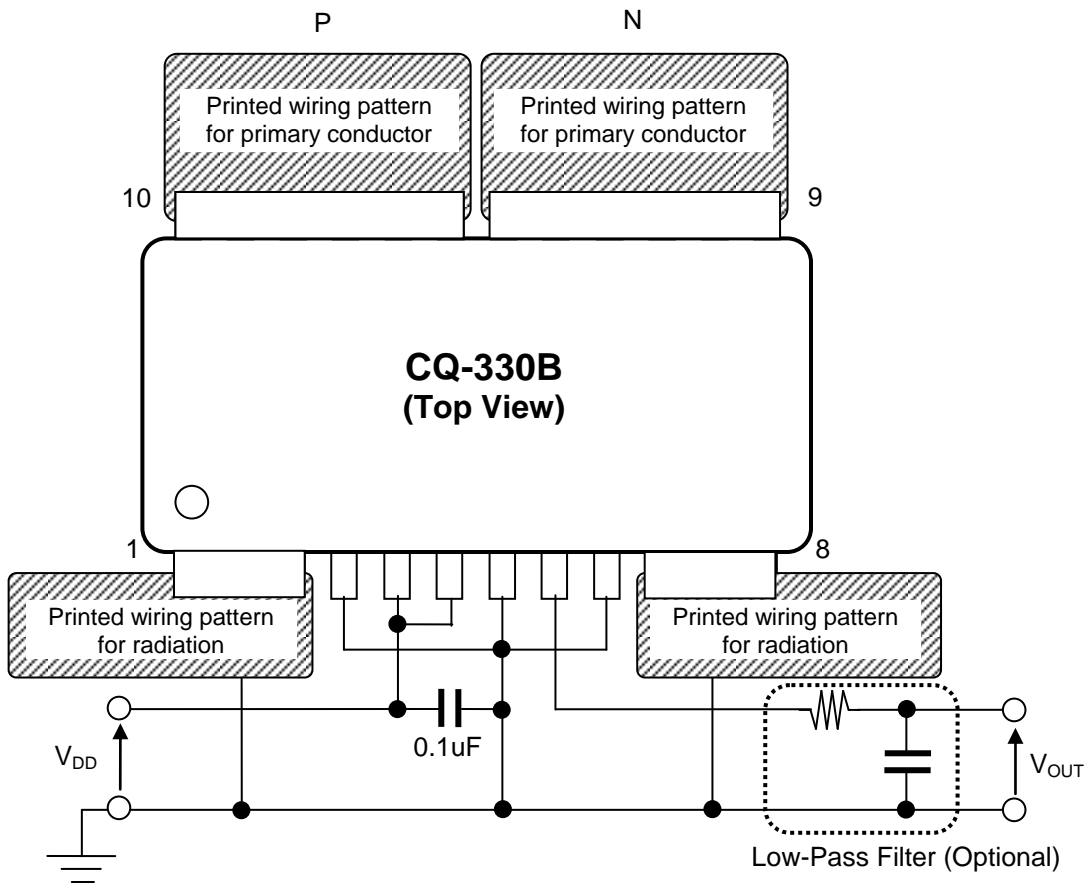 P
N
Printed wiring pattern
for primary conductor
Printed wiring pattern
for primary conductor
10
9
CQ-330B
(Top View)
1
8
Printed wiring pattern
for radiation
Printed wiring pattern
for radiation
0.1uF
VDD
VOUT
Low-Pass Filter (Optional)